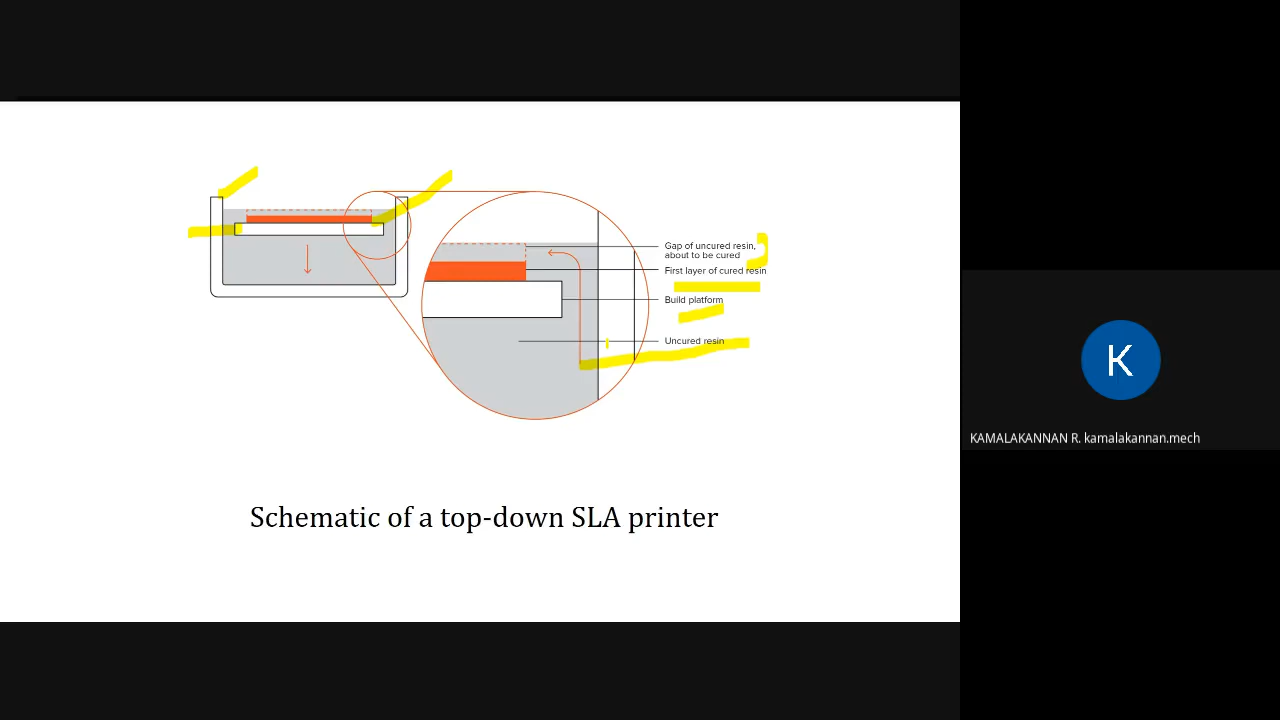 Gap of uncured resin,
about to be cured
First layer of cured resin
Build platform
Uncured resin
Schematic of a top-down SLA printer
K
KAMALAKANNAN R. kamalakannan.mech